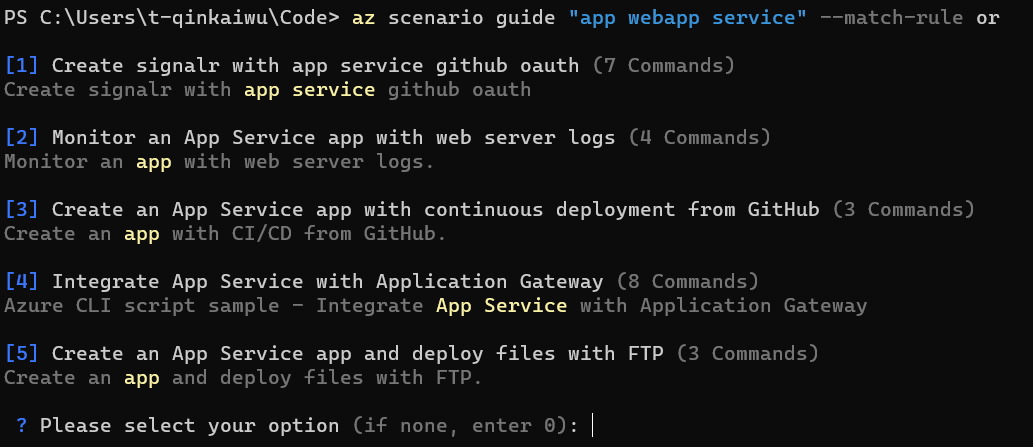 PS C:\Users\t-qinkaiwu\Code> az scenario guide "app webapp service" --match-rule or
[1] Create signalr with app service github oauth (7 Commands)
Create signalr with app service github oauth
[2] Monitor an App Service app with web server logs (4 Commands)
Monitor an app with web server logs.
[3] Create an App Service app with continuous deployment from GitHub (3 Commands)
Create an app with CI/CD from GitHub.
[4] Integrate App Service with Application Gateway (8 Commands)
Azure CLI script sample - Integrate App Service with Application Gateway
[5] Create an App Service app and deploy files with FTP (3 Commands)
Create an app and deploy files with FTP.
? Please select your option (if none, enter 0):